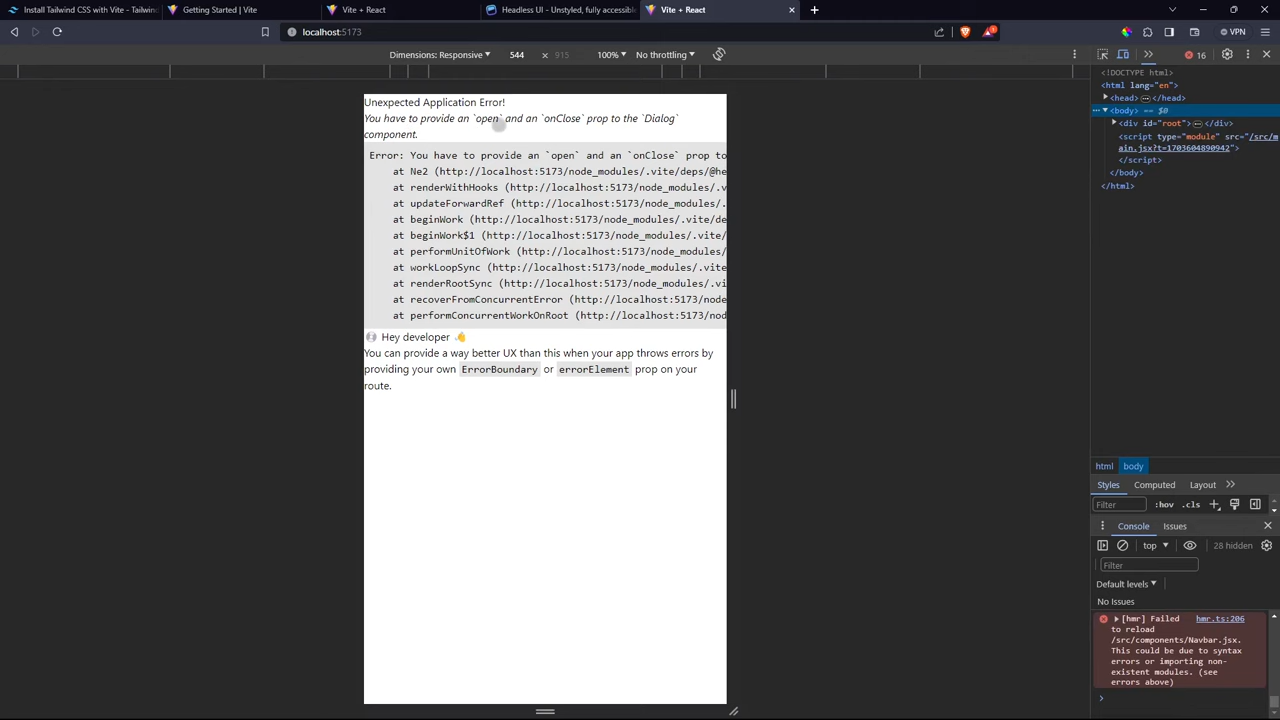 Install Tailwind CSS with Vite - Tailwin
Getting Started | Vite
Vite + React
Headless UI - Unstyled, fully accessibl
Vite + React
localhost:5173
VPN
Dimensions: Responsive
544
×
915
100%
No throttling
16
<!DOCTYPE html>
<html lang="en">
<head> </head>
<body> == $0
<div id="root"> </div>
<script type="module" src="/src/m
ain.jsx?t=1703604890942">
</script>
</body>
</html>
Unexpected Application Error!
You have to provide an `open` and an `onClose` prop to the `Dialog`
component.
Error: You have to provide an `open` and an `onClose` prop to
at Ne2 (http://localhost:5173/node_modules/.vite/deps/@he
at renderWithHooks (http://localhost:5173/node_modules/.v
at updateForwardRef (http://localhost:5173/node_modules/.
at beginWork (http://localhost:5173/node_modules/.vite/de
at beginWork$1 (http://localhost:5173/node_modules/.vite/
at performUnitOfWork (http://localhost:5173/node_modules/
at workLoopSync (http://localhost:5173/node_modules/.vite
at renderRootSync (http://localhost:5173/node_modules/.vi
at recoverFromConcurrentError (http://localhost:5173/node
at performConcurrentWorkOnRoot (http://localhost:5173/nod
Hey developer
You can provide a way better UX than this when your app throws errors by
providing your own ErrorBoundary or errorElement prop on your
route.
html
body
Styles
Computed
Layout
Filter
:hov
.cls
Console
Issues
top
28 hidden
Filter
Default levels
No Issues
[hmr] Failed hmr.ts:206
to reload
/src/components/Navbar.jsx.
This could be due to syntax
errors or importing non-
existent modules. (see
errors above)